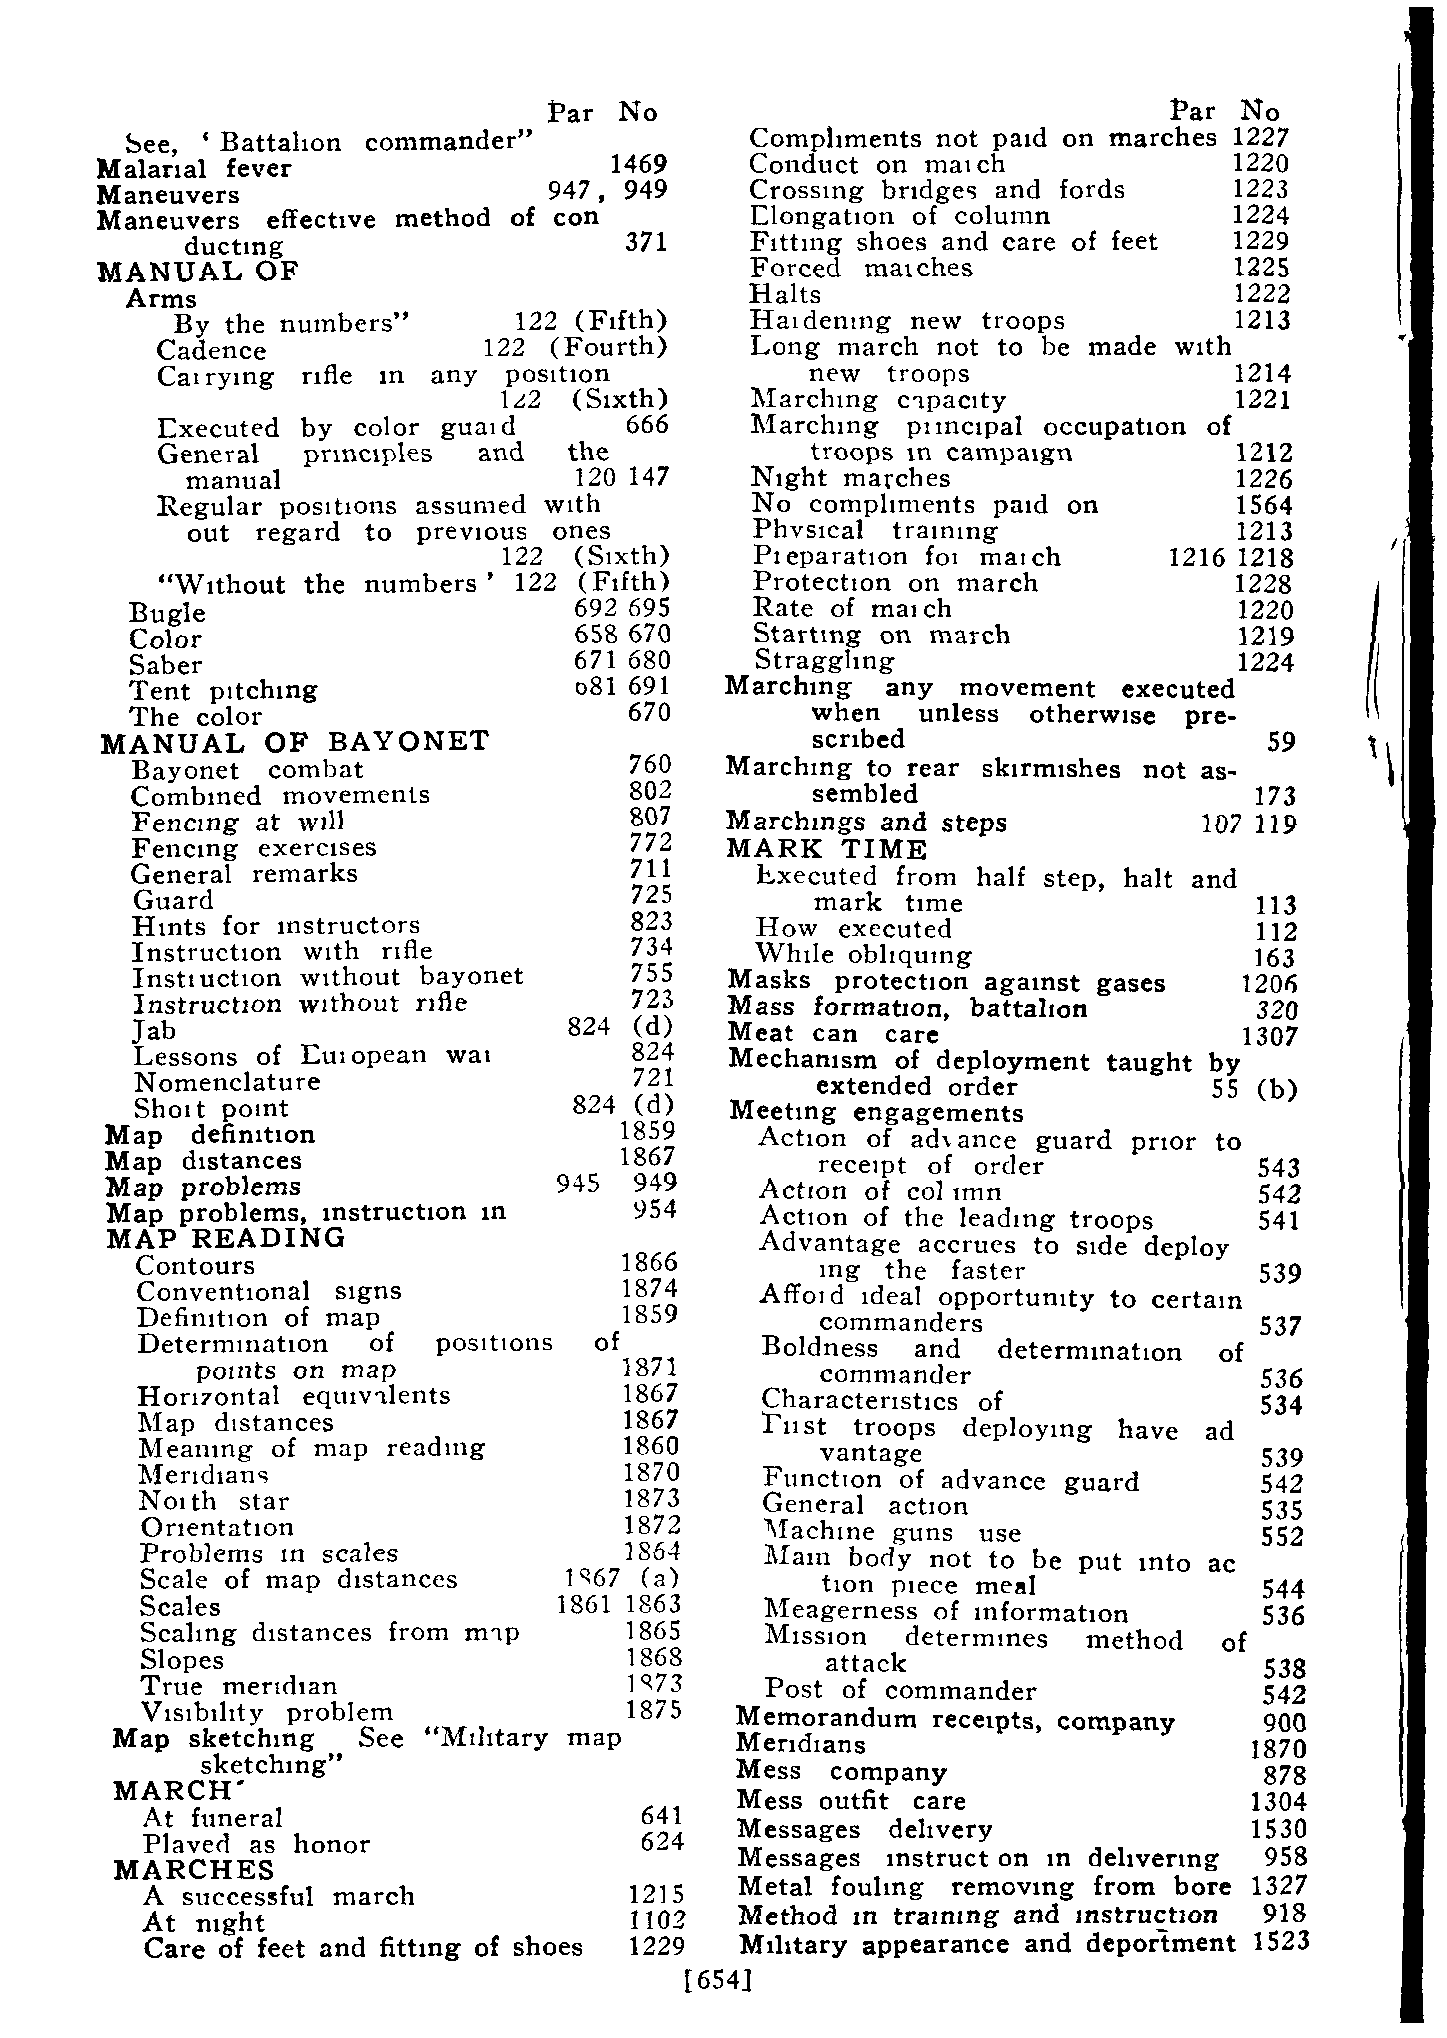 Par No
See, ‘Battalion commander”
Malarial fever 1469
Maneuvers 947, 949
Maneuvers effective method of con
ducting 371
MANUAL OF
Arms
By the numbers” 122 (Fifth)
Cadence 122 (Fourth)
Carrying rifle in any position
122 (Sixth)
Executed by color guard 666
General principles and the
manual 120 147
Regular positions assumed with
out regard to previous ones
122 (Sixth)
“Without the numbers’ 122 (Fifth)
Bugle 692 695
Color 658 670
Saber 671 680
Tent pitching 681 691
The color 670
MANUAL OF BAYONET
Bayonet combat 760
Combined movements 802
Fencing at will 807
Fencing exercises 772
General remarks 711
Guard 725
Hints for instructors 823
Instruction with rifle 734
Instruction without bayonet 755
Instruction without rifle 723
Jab 824 (d)
Lessons of European war 824
Nomenclature 721
Short point 824 (d)
Map definition 1859
Map distances 1867
Map problems 945 949
Map problems, instruction in 954
MAP READING
Contours 1866
Conventional signs 1874
Definition of map 1859
Determination of positions of
points on map 1871
Horizontal equivalents 1867
Map distances 1867
Meaning of map reading 1860
Meridians 1870
North star 1873
Orientation 1872
Problems in scales 1864
Scale of map distances 1867 (a)
Scales 1861 1863
Scaling distances from map 1865
Slopes 1868
True meridian 1873
Visibility problem 1875
Map sketching See “Military map
sketching”
MARCH
At funeral 641
Played as honor 624
MARCHES
A successful march 1215
At night 1102
Care of feet and fitting of shoes 1229
Par No
Compliments not paid on marches 1227
Conduct on march 1220
Crossing bridges and fords 1223
Elongation of column 1224
Fitting shoes and care of feet 1229
Forced marches 1225
Halts 1222
Hardening new troops 1213
Long march not to be made with
new troops 1214
Marching capacity 1221
Marching principal occupation of
troops in campaign 1212
Night marches 1226
No compliments paid on 1564
Physical training 1213
Preparation for march 1216 1218
Protection on march 1228
Rate of march 1220
Starting on march 1219
Straggling 1224
Marching any movement executed
when unless otherwise pre-
scribed 59
Marching to rear skirmishes not as-
sembled 173
Marchings and steps 107 119
MARK TIME
Executed from half step, halt and
mark time 113
How executed 112
While obliquing 163
Masks protection against gases 1206
Mass formation, battalion 320
Meat can care 1307
Mechanism of deployment taught by
extended order 55 (b)
Meeting engagements
Action of advance guard prior to
receipt of order 543
Action of column 542
Action of the leading troops 541
Advantage accrues to side deploy
ing the faster 539
Afford ideal opportunity to certain
commanders 537
Boldness and determination of
commander 536
Characteristics of 534
First troops deploying have ad
vantage 539
Function of advance guard 542
General action 535
Machine guns use 552
Main body not to be put into ac
tion piece meal 544
Meagerness of information 536
Mission determines method of
attack 538
Post of commander 542
Memorandum receipts, company 900
Meridians 1870
Mess company 878
Mess outfit care 1304
Messages delivery 1530
Messages instruction in delivering 958
Metal fouling removing from bore 1327
Method in training and instruction 918
Military appearance and deportment 1523
[654]